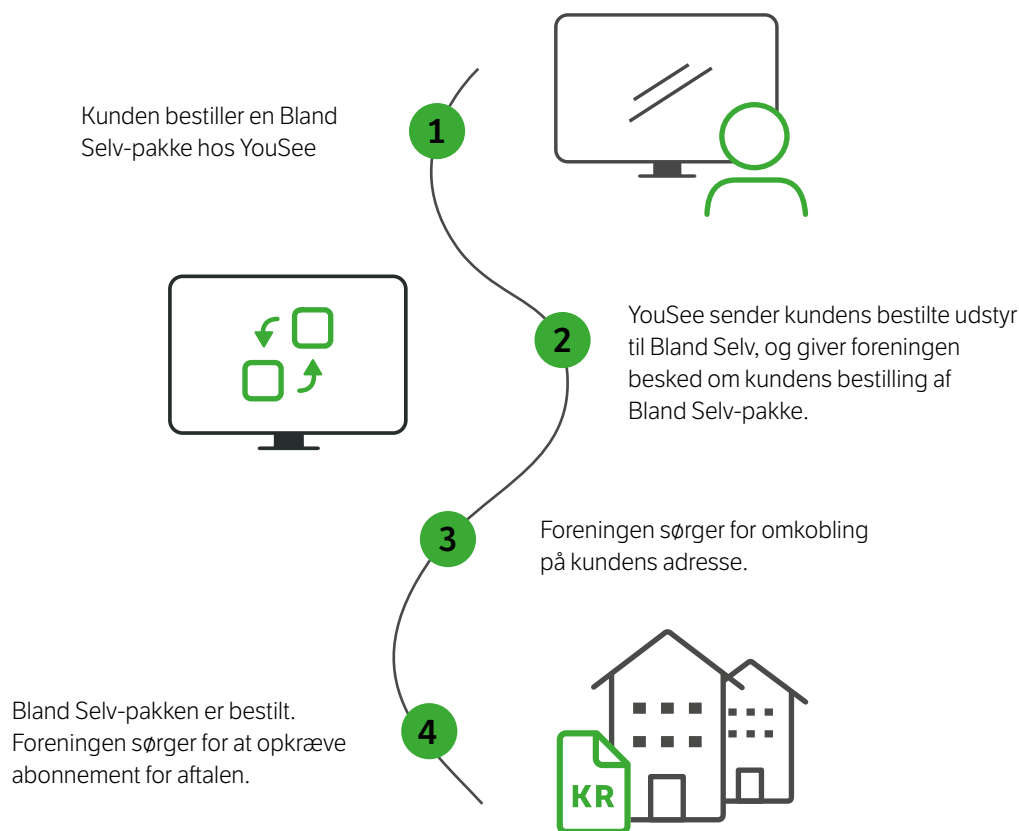 Kunden bestiller en Bland
Selv-pakke hos YouSee
1
2
YouSee sender kundens bestilte udstyr
til Bland Selv, og giver foreningen
besked om kundens bestilling af
Bland Selv-pakke.
3
Foreningen sørger for omkobling
på kundens adresse.
Bland Selv-pakken er bestilt.
Foreningen sørger for at opkræve
abonnement for aftalen.
4
KR